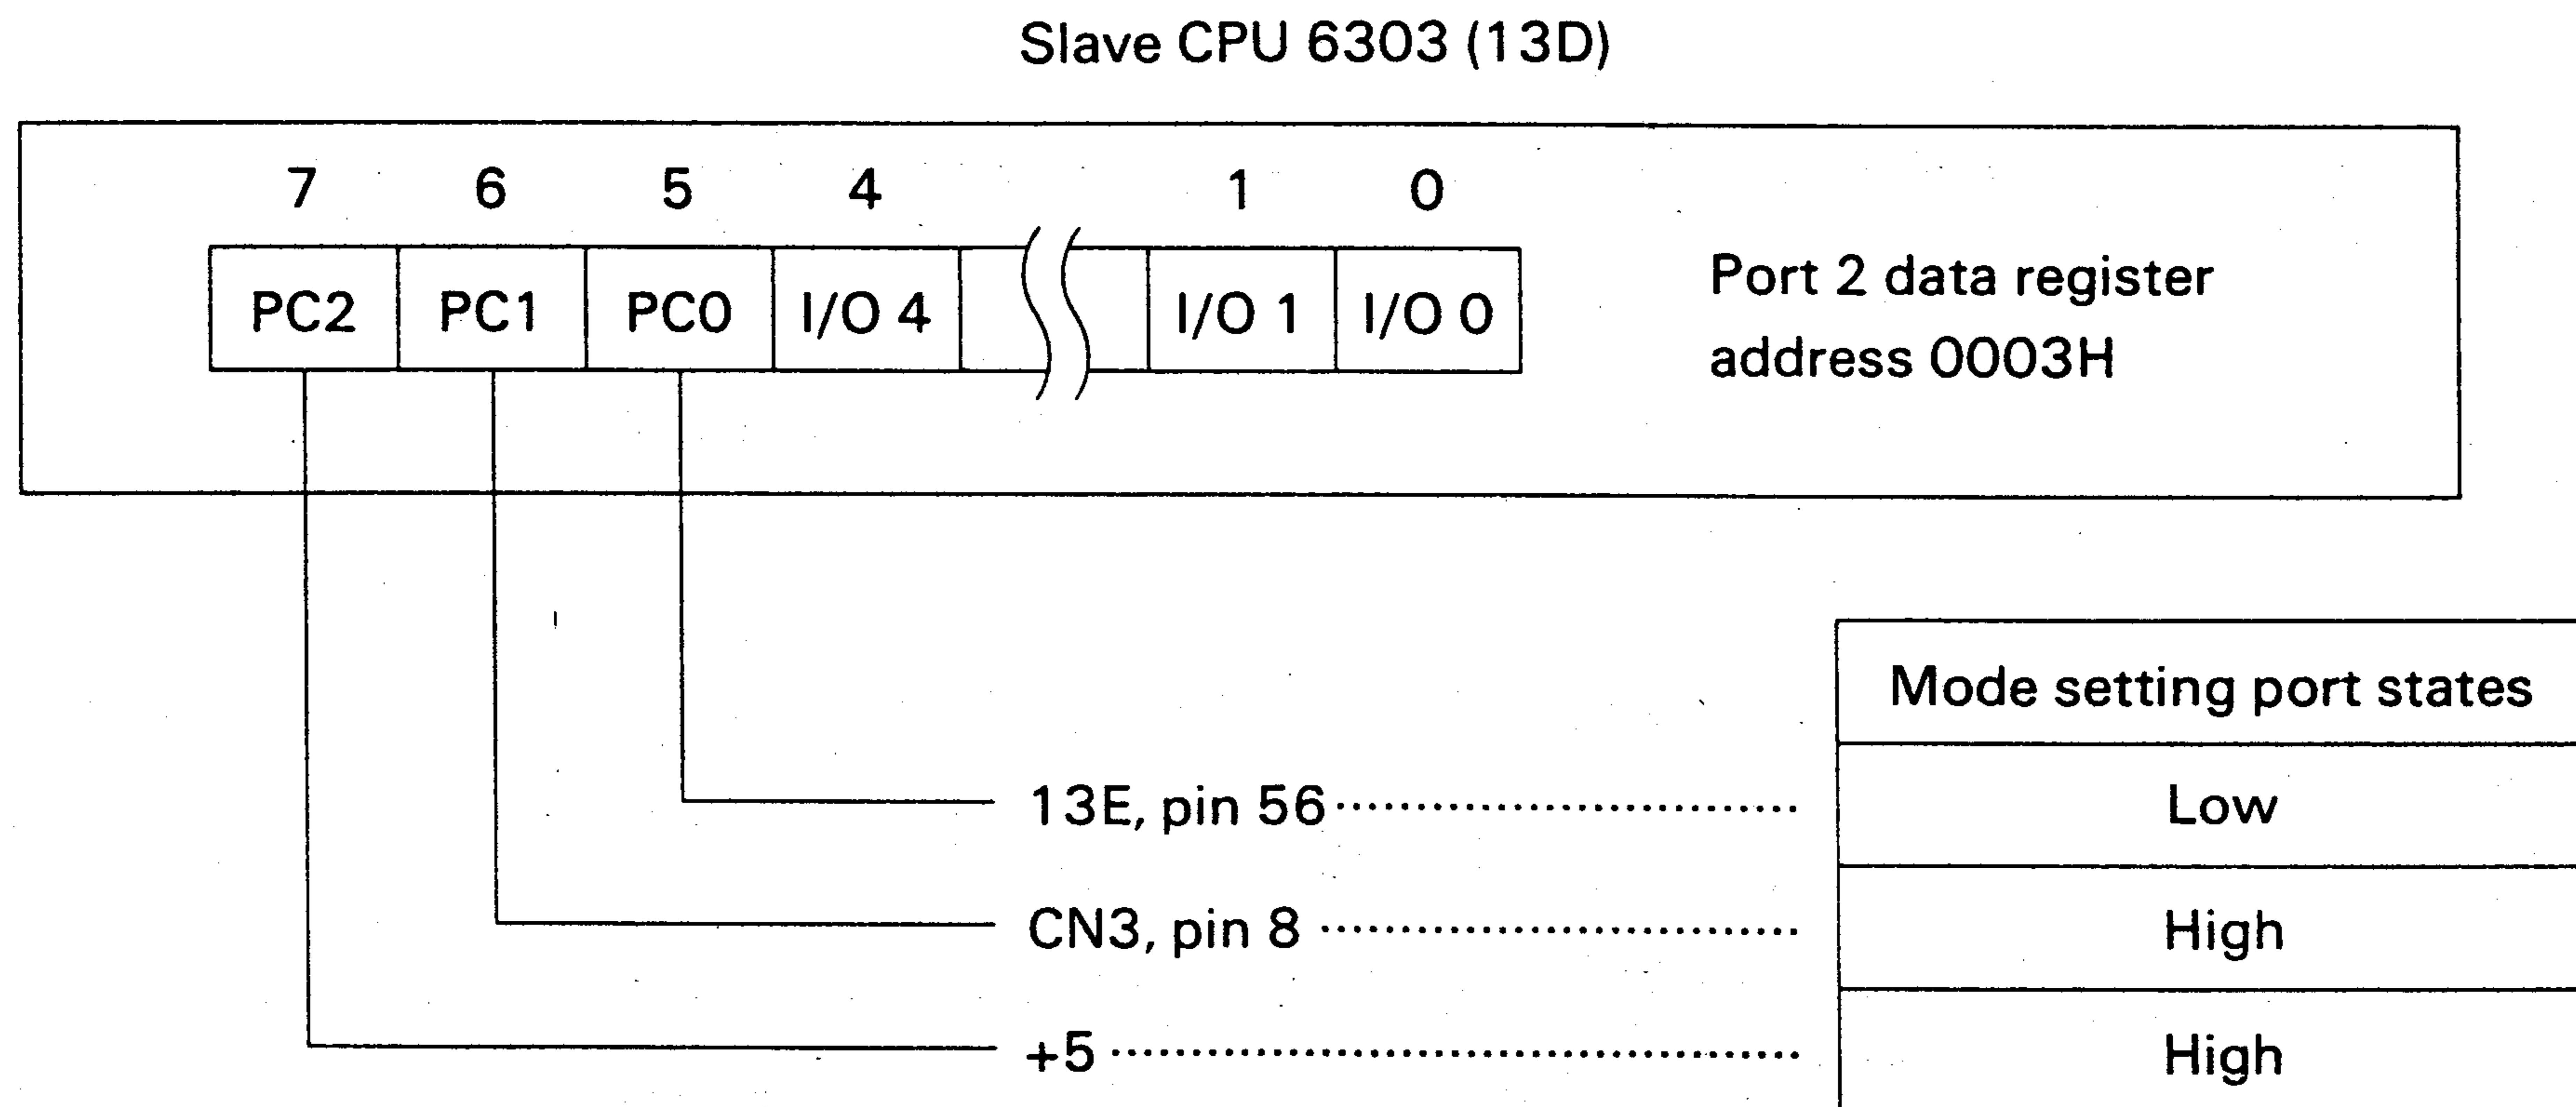 Slave CPU 6303 (13D)
7 6 5 4 1 0
PC2 PC1 PC0 I/O 4 I/O 1 I/O 0
Port 2 data register
address 0003H
Mode setting port states
13E, pin 56 Low
CN3, pin 8 High
+5 High